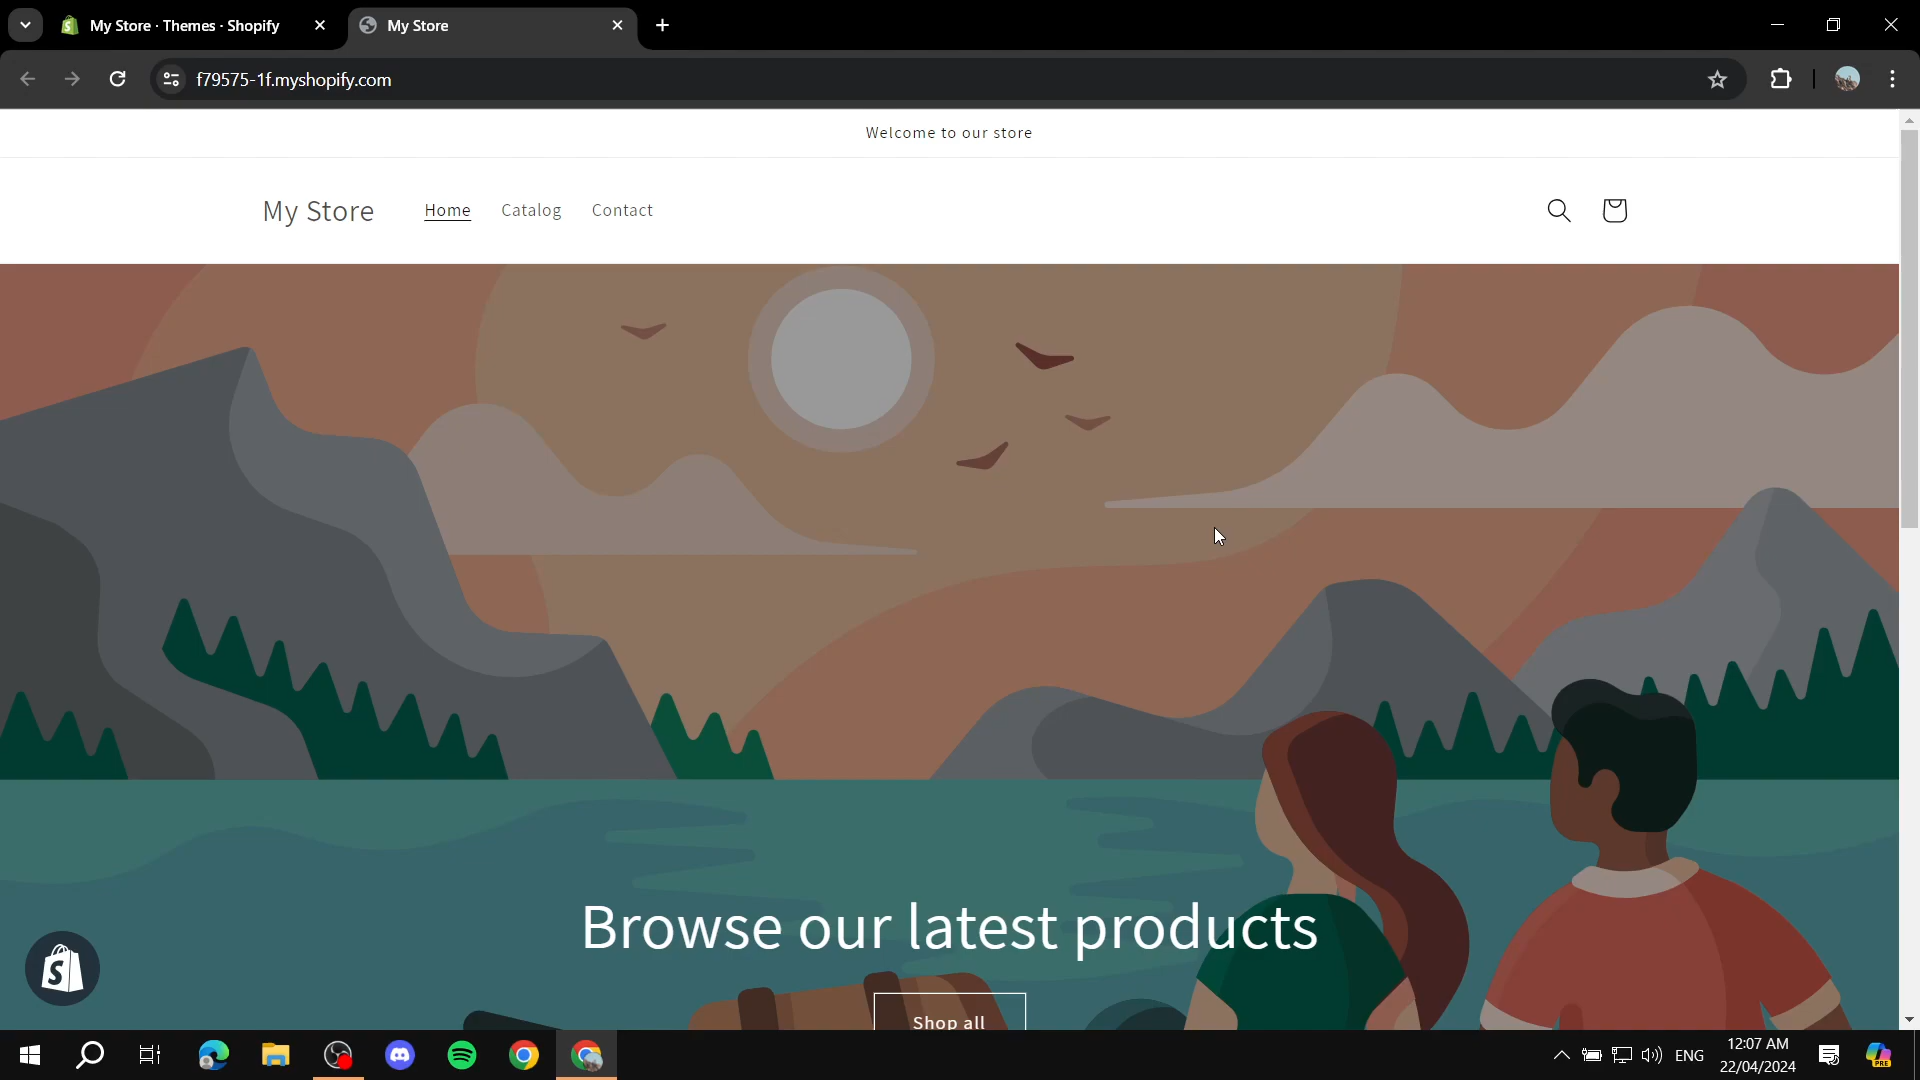 My Store · Themes · Shopify
My Store
f79575-1f.myshopify.com
Welcome to our store
My Store
Home
Catalog
Contact
Browse our latest products
Shop all
ENG
12:07 AM
22/04/2024
PRE